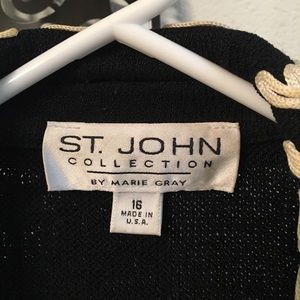 ST. JOHN
COLLECTION
BY MARIE GRAY
16
MADE IN
U.S.A.